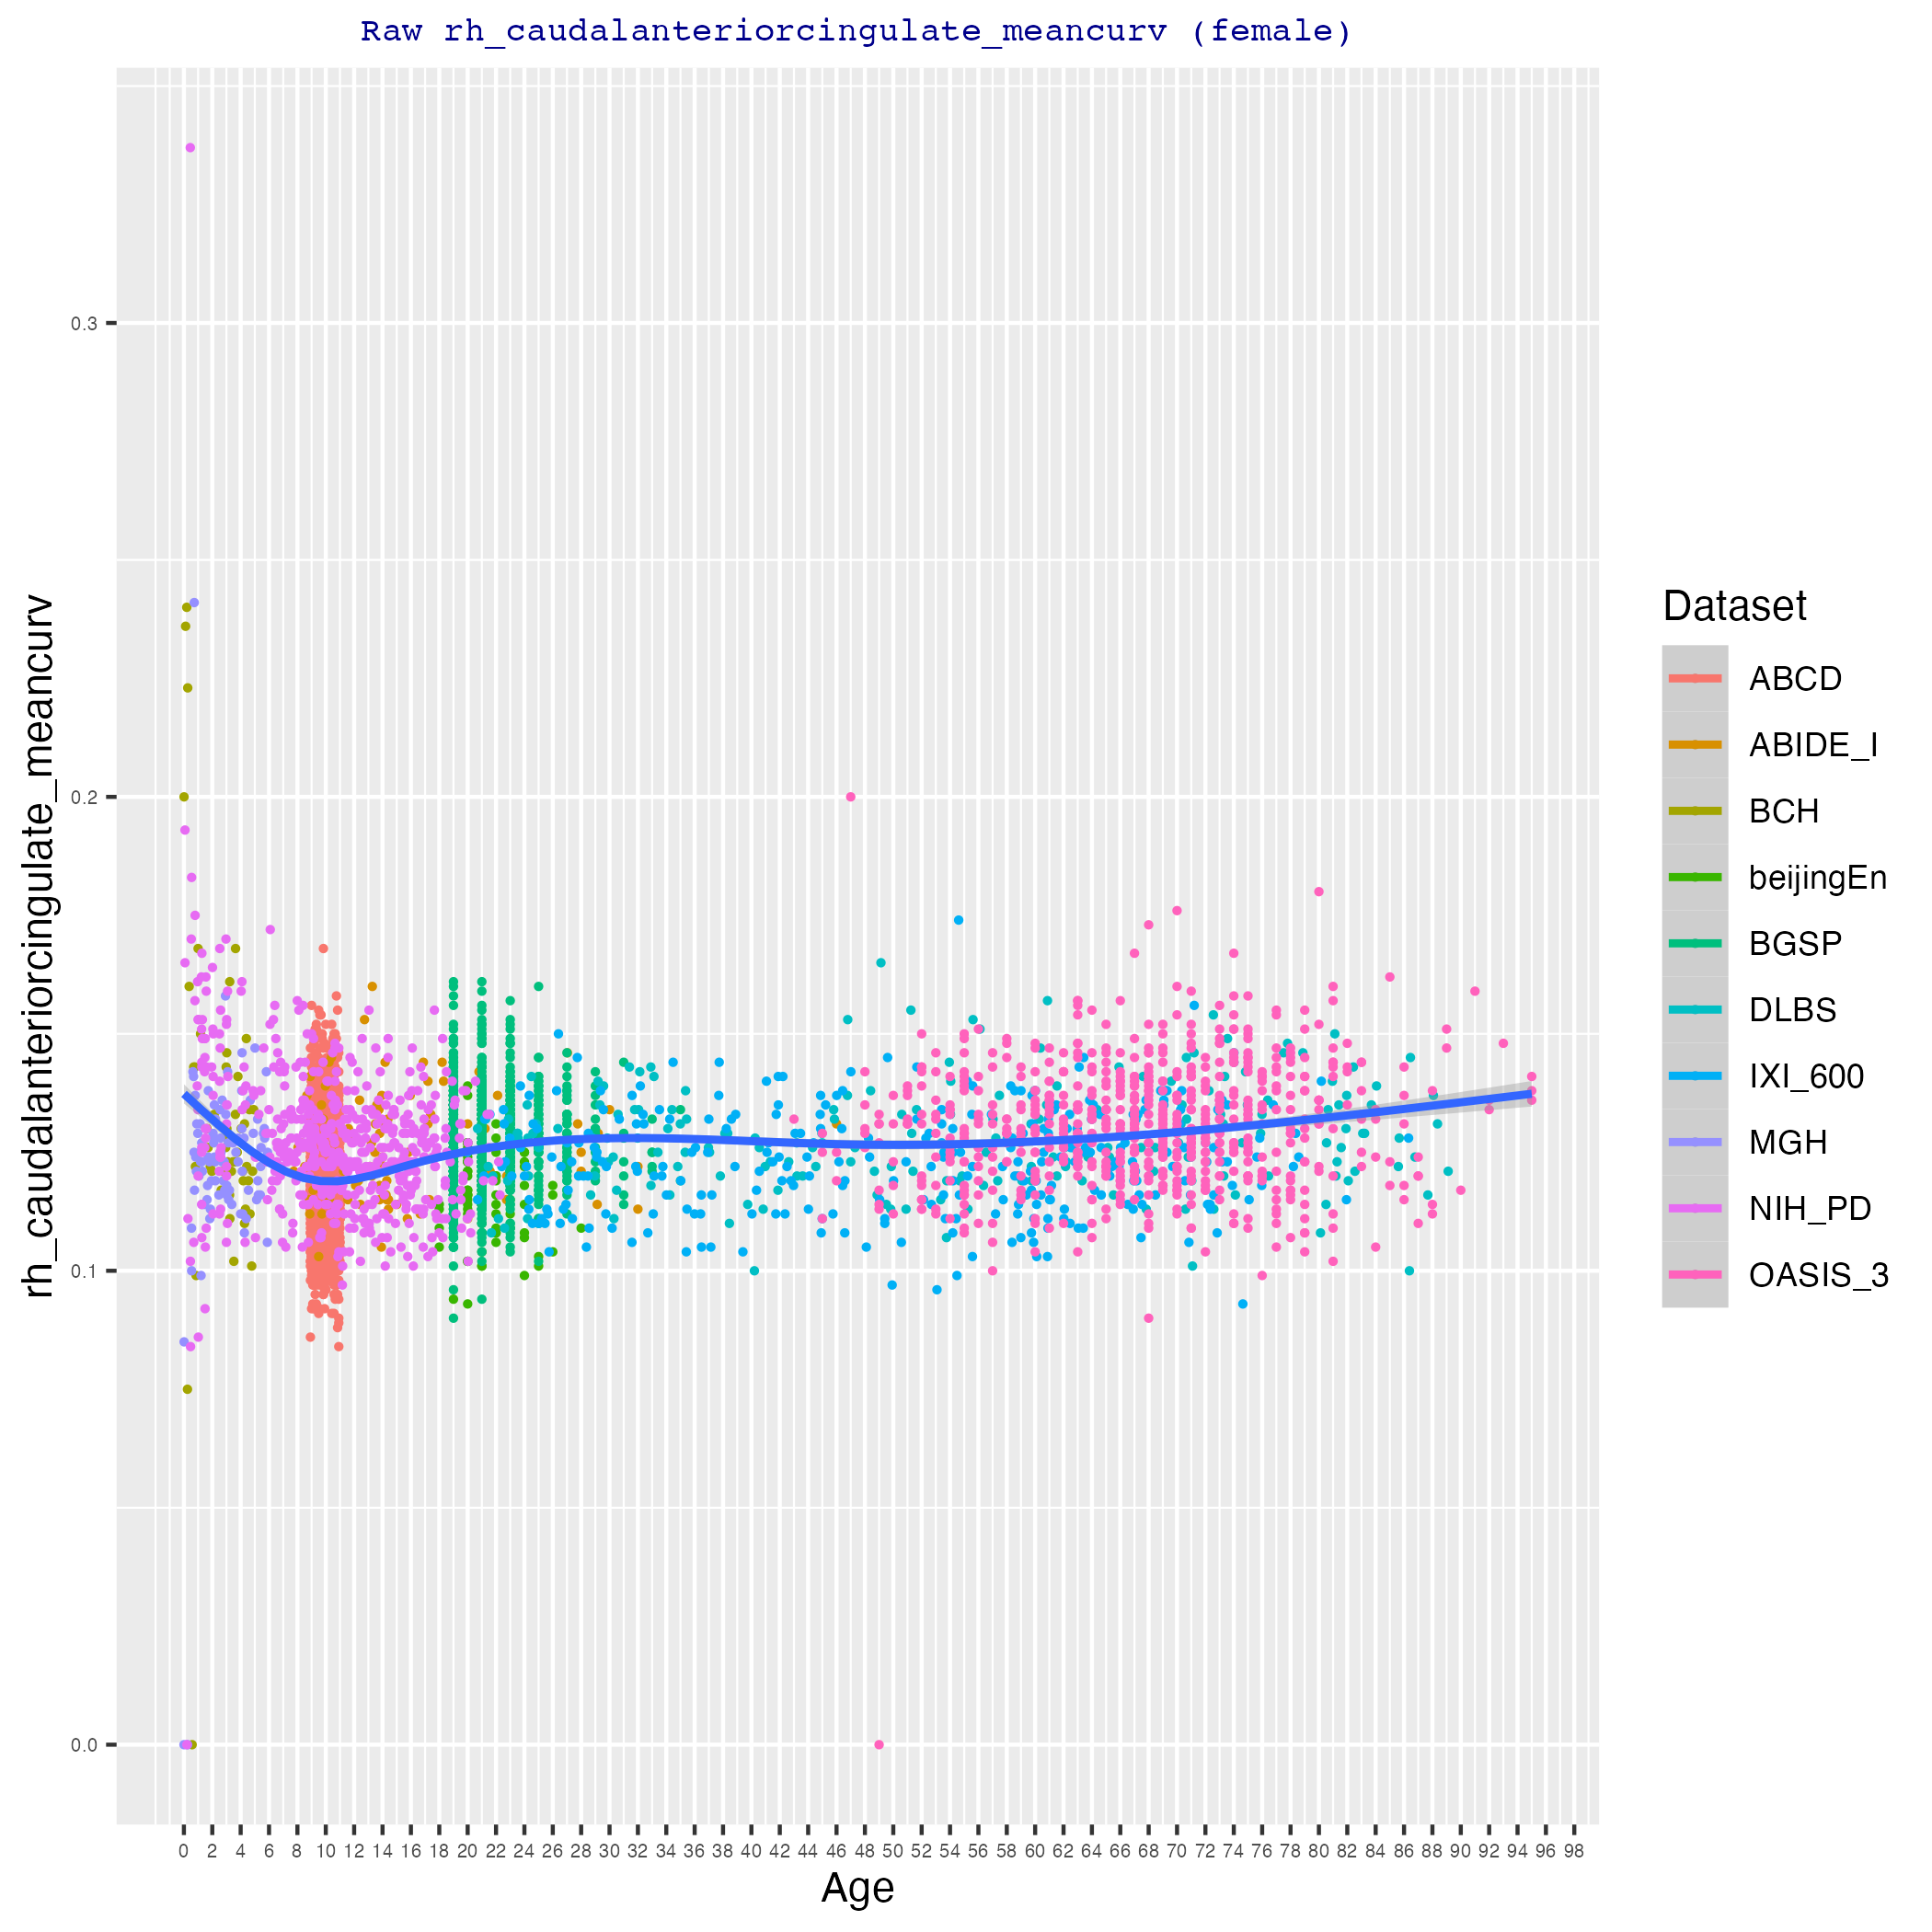 Raw rh_caudalanteriorcingulate_meancurv (female)
rh_caudalanteriorcingulate_meancurv
0.3
0.2
0.1
0.0
0 2 4 6 8 10 12 14 16 18 20 22 24 26 28 30 32 34 36 38 40 42 44 46 48 50 52 54 56 58 60 62 64 66 68 70 72 74 76 78 80 82 84 86 88 90 92 94 96 98
Age
Dataset
ABCD
ABIDE_I
BCH
beijingEn
BGSP
DLBS
IXI_600
MGH
NIH_PD
OASIS_3